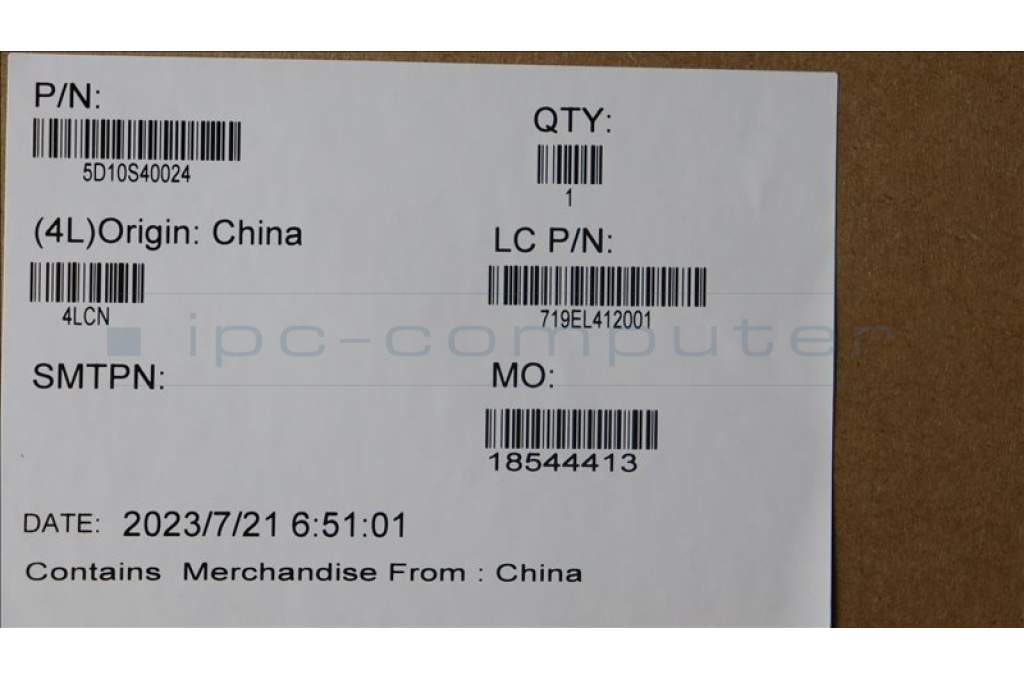 P/N:
5D10S40024
QTY:
1
(4L)Origin: China
4LCN
LC P/N:
719EL412001
ipc-computer
SMTPN:
MO:
18544413
DATE: 2023/7/21 6:51:01
Contains Merchandise From : China